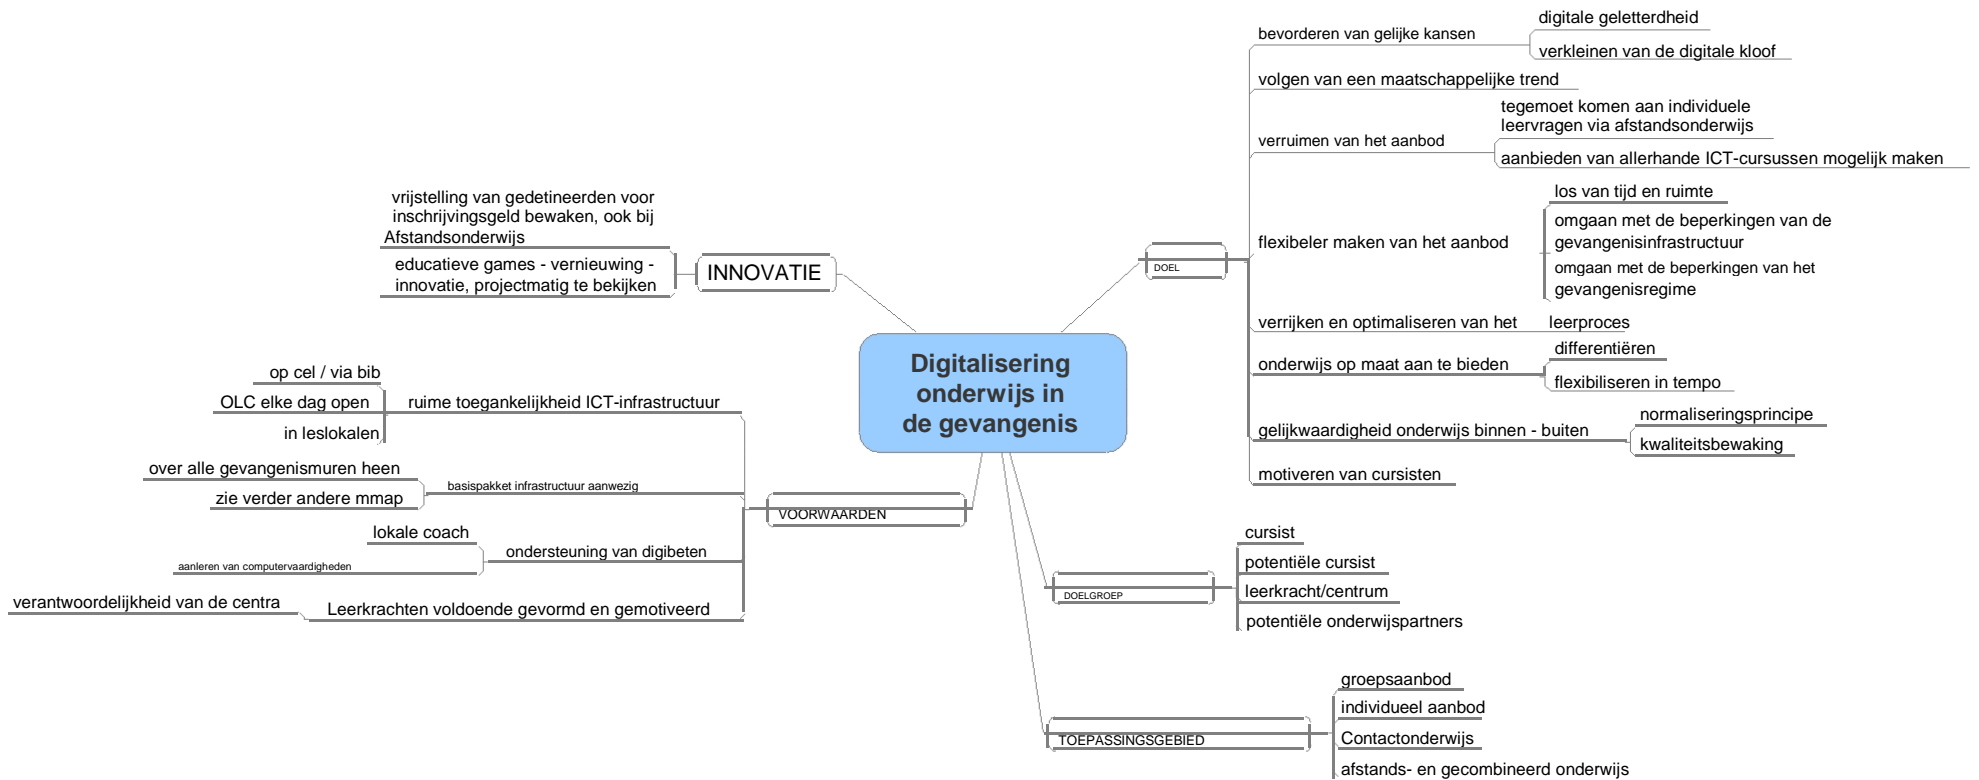 Digitalisering
onderwijs in
de gevangenis
DOEL
bevorderen van gelijke kansen
digitale geletterdheid
verkleinen van de digitale kloof
volgen van een maatschappelijke trend
verruimen van het aanbod
tegemoet komen aan individuele
leervragen via afstandsonderwijs
aanbieden van allerhande ICT-cursussen mogelijk maken
flexibeler maken van het aanbod
los van tijd en ruimte
omgaan met de beperkingen van de
gevangenisinfrastructuur
omgaan met de beperkingen van het
gevangenisregime
verrijken en optimaliseren van het leerproces
onderwijs op maat aan te bieden
differentiëren
flexibiliseren in tempo
gelijkwaardigheid onderwijs binnen - buiten
normaliseringsprincipe
kwaliteitsbewaking
motiveren van cursisten
DOELGROEP
cursist
potentiële cursist
leerkracht/centrum
potentiële onderwijspartners
TOEPASSINGSGEBIED
groepsaanbod
individueel aanbod
Contactonderwijs
afstands- en gecombineerd onderwijs
VOORWAARDEN
ruime toegankelijkheid ICT-infrastructuur
op cel / via bib
OLC elke dag open
in leslokalen
basispakket infrastructuur aanwezig
over alle gevangenismuren heen
zie verder andere mmap
ondersteuning van digibeten
lokale coach
aanleren van computervaardigheden
Leerkrachten voldoende gevormd en gemotiveerd
verantwoordelijkheid van de centra
INNOVATIE
vrijstelling van gedetineerden voor
inschrijvingsgeld bewaken, ook bij
Afstandsonderwijs
educatieve games - vernieuwing -
innovatie, projectmatig te bekijken